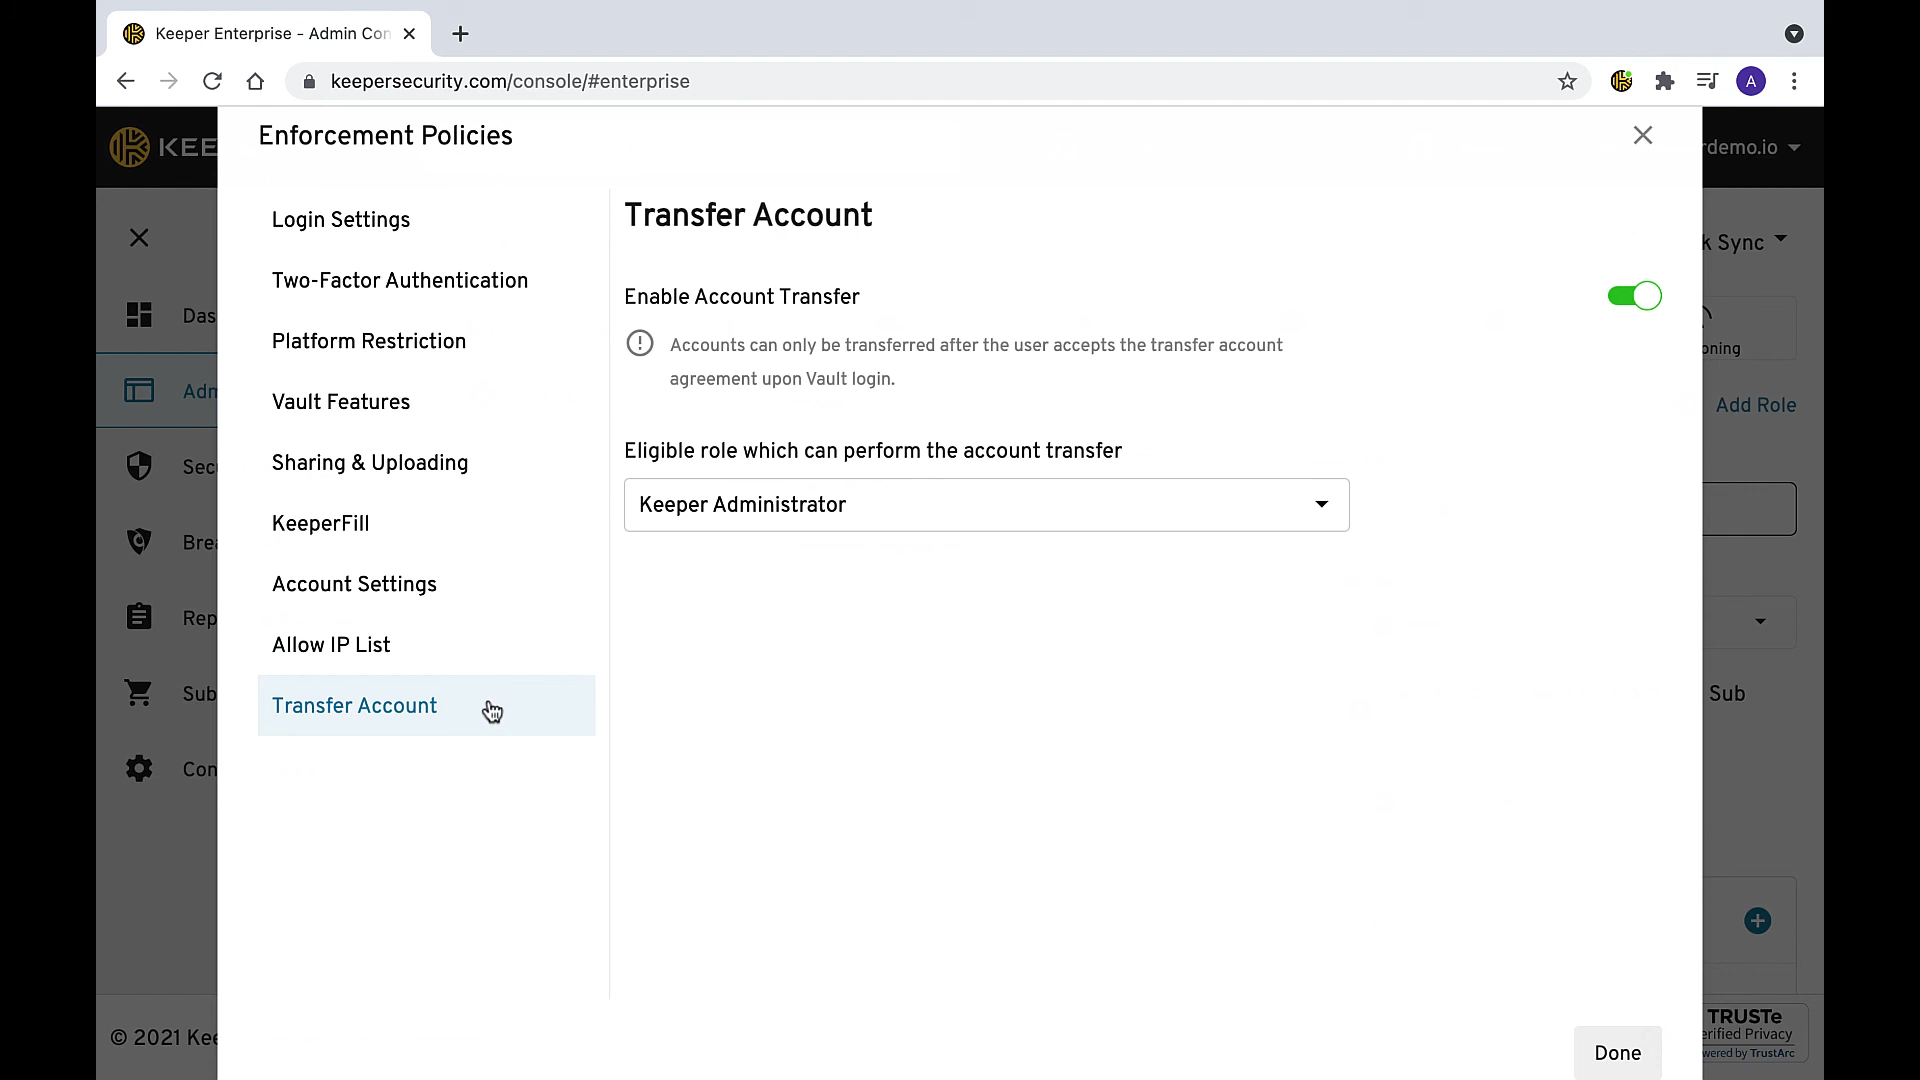 Keeper Enterprise - Admin Con
keepersecurity.com/console/#enterprise
A
KEE
rdemo.io
Enforcement Policies
Login Settings
Two-Factor Authentication
Platform Restriction
Vault Features
Sharing & Uploading
KeeperFill
Account Settings
Allow IP List
Transfer Account
Transfer Account
Enable Account Transfer
Accounts can only be transferred after the user accepts the transfer account
agreement upon Vault login.
Eligible role which can perform the account transfer
Keeper Administrator
Done
Das
Adm
Sec
Brea
Rep
Sub
Con
k Sync
oning
Add Role
Sub
© 2021 Kee
TRUSTe
erified Privacy
wered by TrustArc